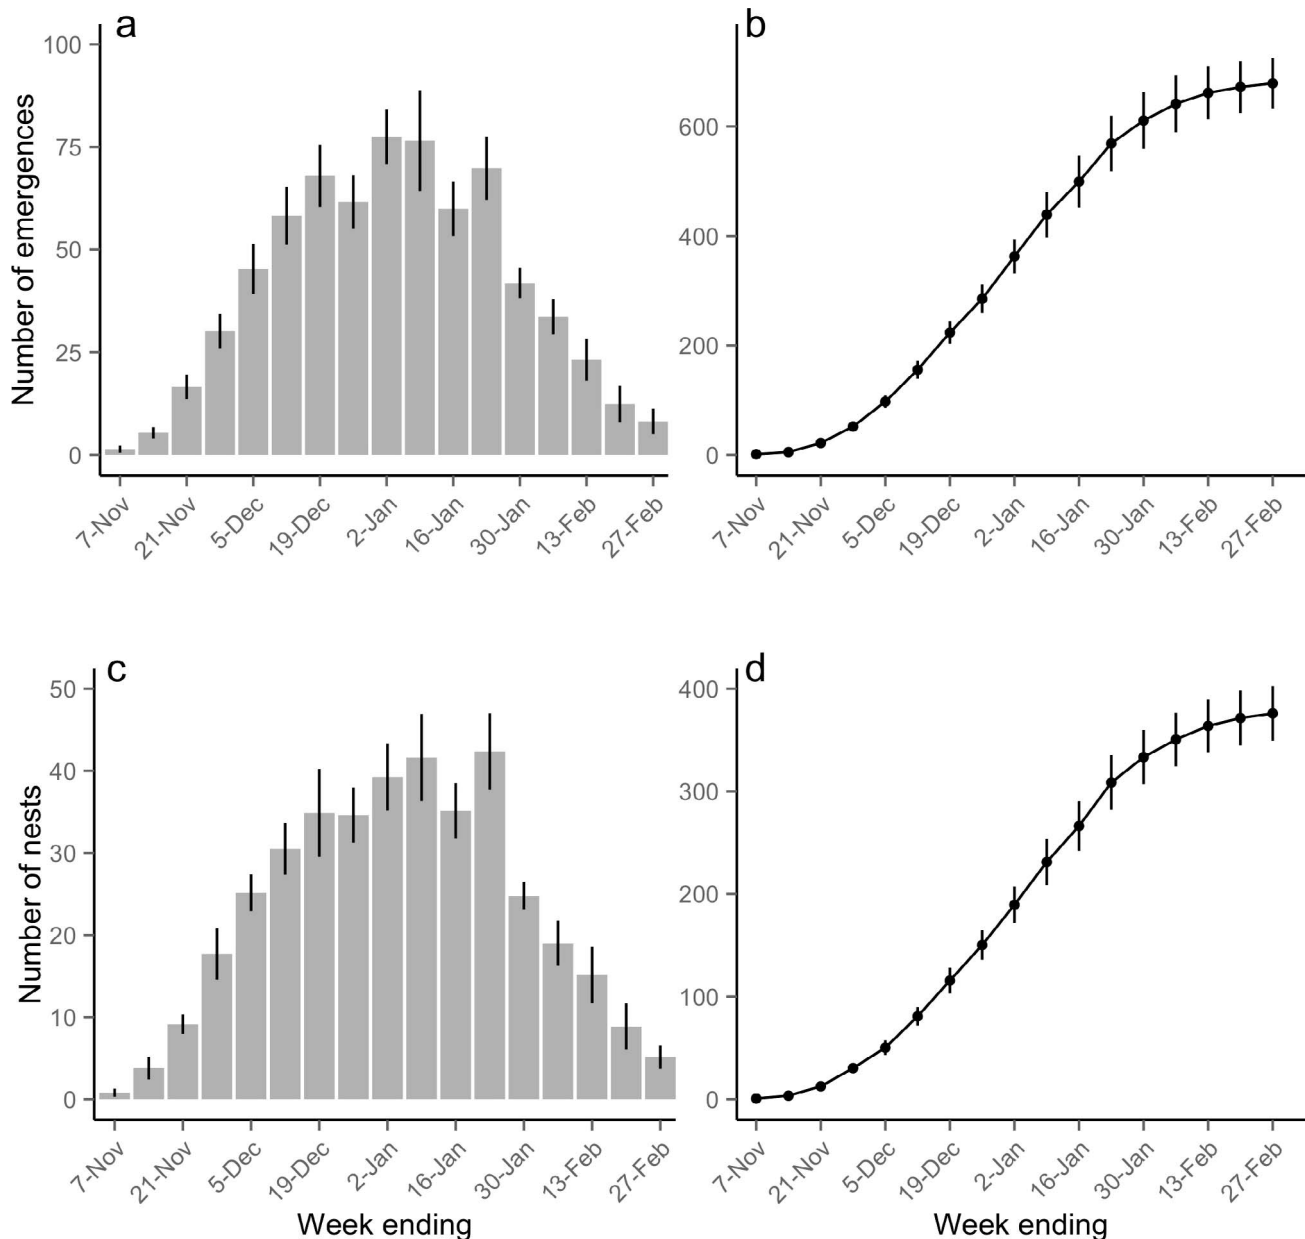 a
Number of emergences
100
75
50
25
0
7-Nov
21-Nov
5-Dec
19-Dec
2-Jan
16-Jan
30-Jan
13-Feb
27-Feb
b
600
400
200
0
7-Nov
21-Nov
5-Dec
19-Dec
2-Jan
16-Jan
30-Jan
13-Feb
27-Feb
c
Number of nests
50
40
30
20
10
0
7-Nov
21-Nov
5-Dec
19-Dec
2-Jan
16-Jan
30-Jan
13-Feb
27-Feb
Week ending
d
400
300
200
100
0
7-Nov
21-Nov
5-Dec
19-Dec
2-Jan
16-Jan
30-Jan
13-Feb
27-Feb
Week ending